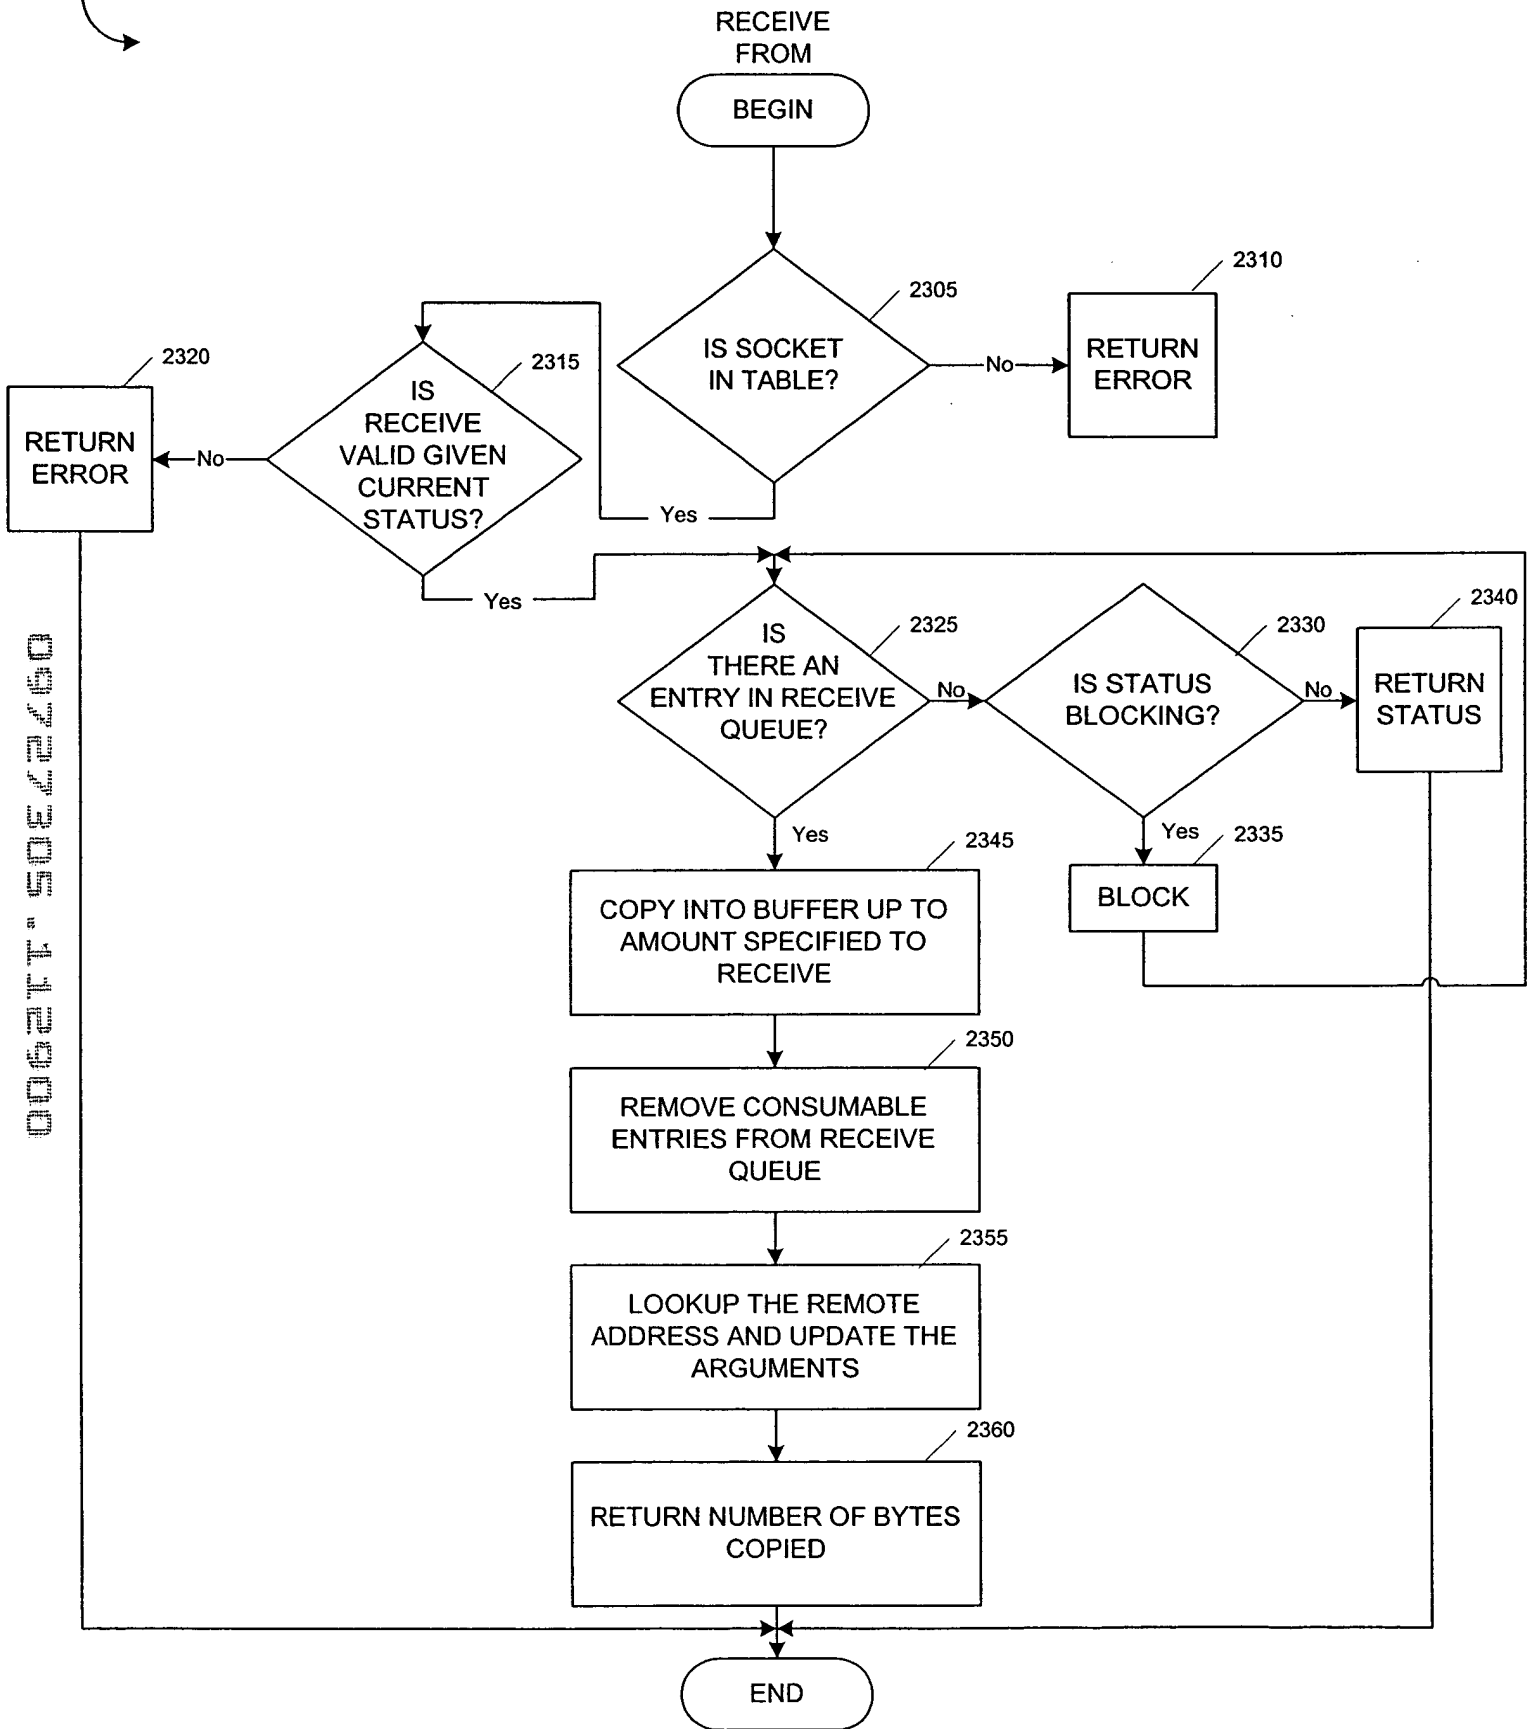 RECEIVE
FROM
BEGIN
2305
IS SOCKET
IN TABLE?
No
2310
RETURN
ERROR
Yes
2315
IS
RECEIVE
VALID GIVEN
CURRENT
STATUS?
No
2320
RETURN
ERROR
Yes
2325
IS
THERE AN
ENTRY IN RECEIVE
QUEUE?
No
2330
IS STATUS
BLOCKING?
No
2340
RETURN
STATUS
Yes
2335
BLOCK
Yes
2345
COPY INTO BUFFER UP TO
AMOUNT SPECIFIED TO
RECEIVE
2350
REMOVE CONSUMABLE
ENTRIES FROM RECEIVE
QUEUE
2355
LOOKUP THE REMOTE
ADDRESS AND UPDATE THE
ARGUMENTS
2360
RETURN NUMBER OF BYTES
COPIED
END
09727305.112900